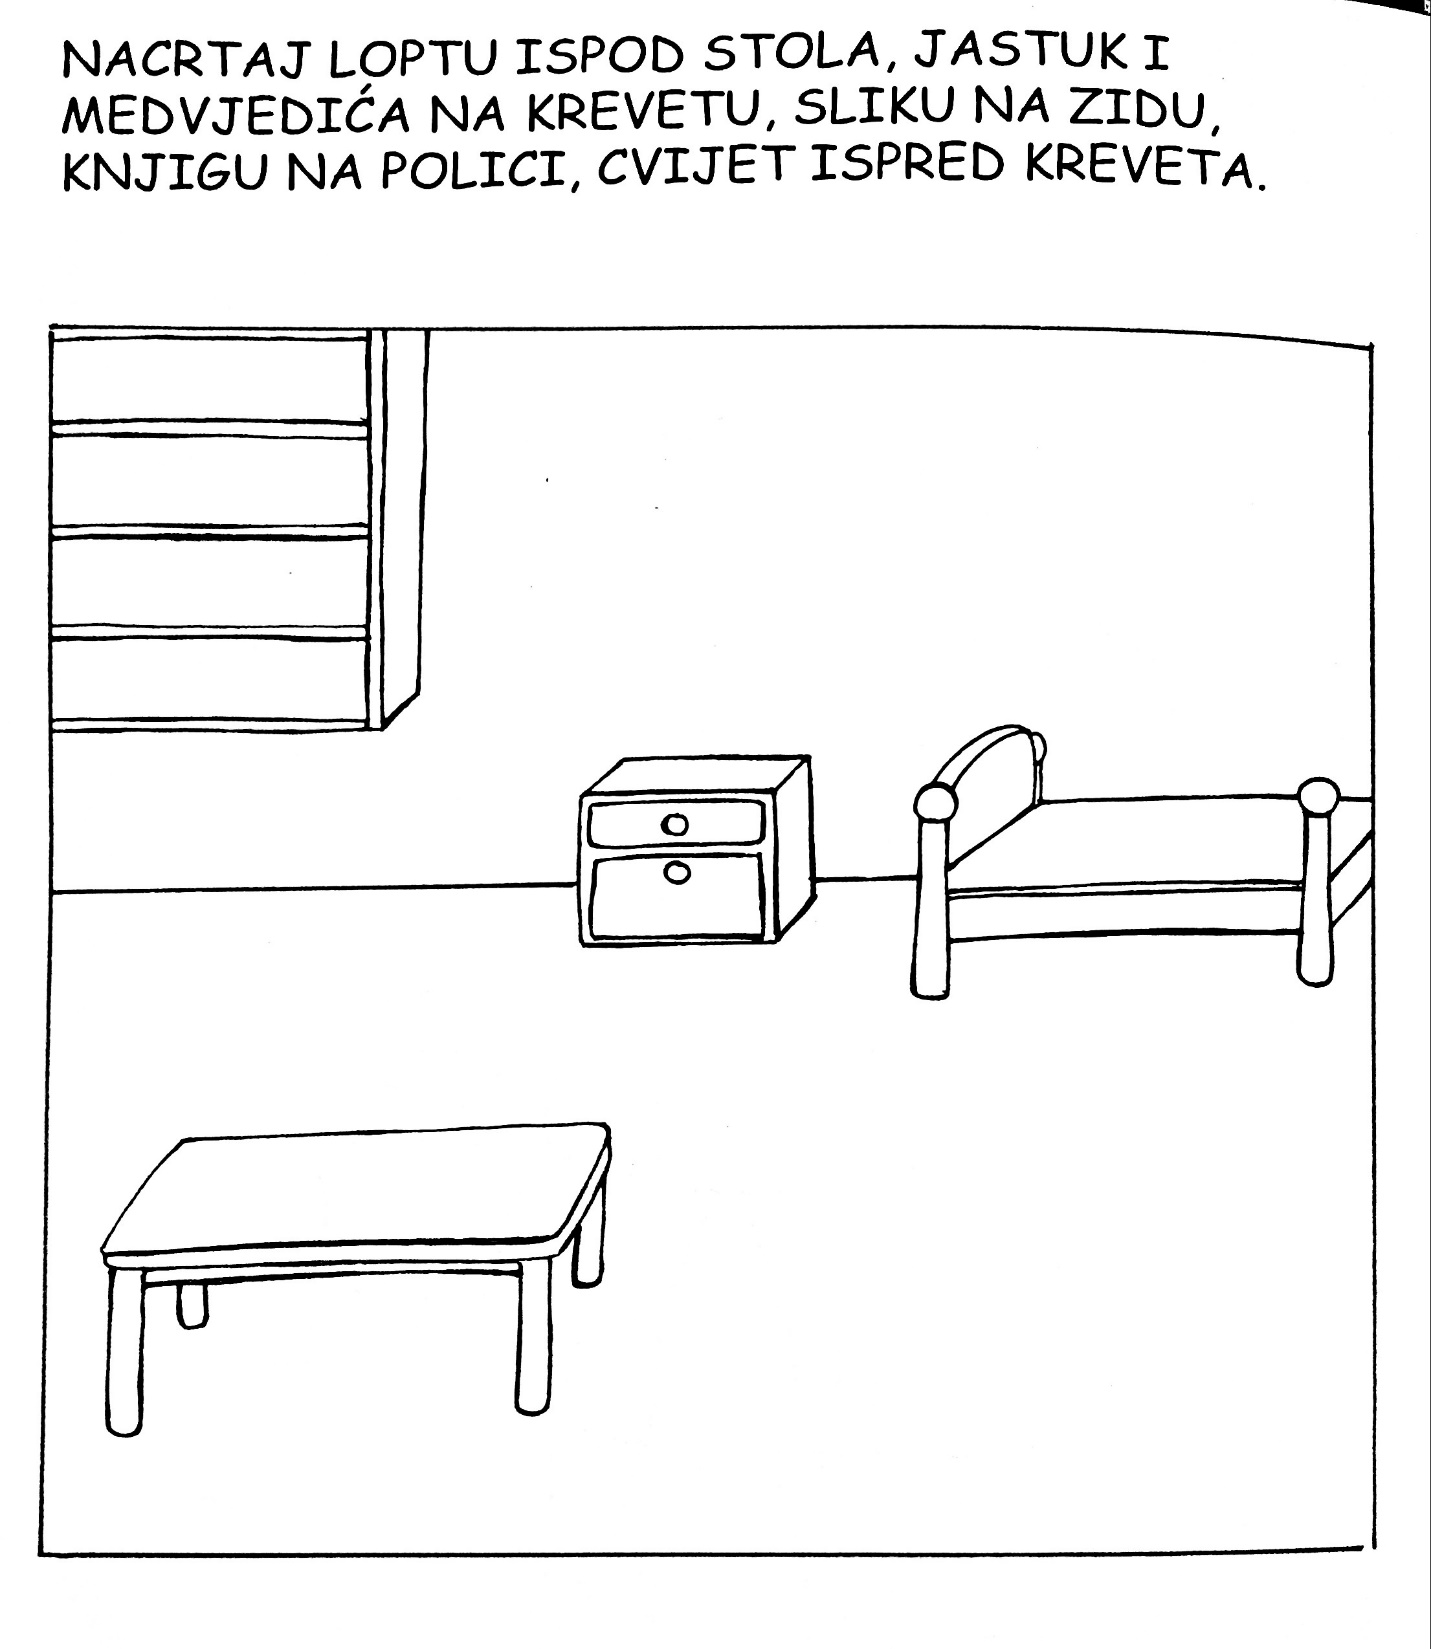 NACRTAJ LOPTU ISPOD STOLA, JASTUK I
MEDVJEDIĆA NA KREVETU, SLIKU NA ZIDU,
KNJIGU NA POLICI, CVIJET ISPRED KREVETA.